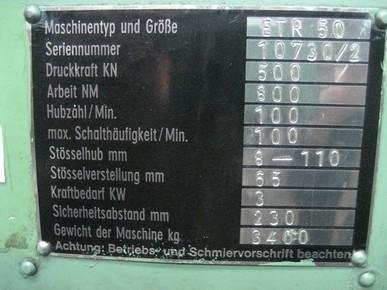 Maschinentyp und Größe ETR 50
Seriennummer 10730/2
Druckkraft KN 500
Arbeit NM 800
Hubzahl/Min. 100
max. Schalthäufigkeit/Min. 100
Stösselhub mm 8—110
Stösselverstellung mm 65
Kraftbedarf KW 3
Sicherheitsabstand mm 230
Gewicht der Maschine kg 3400
Achtung: Betriebs- und Schmiervorschrift beachten